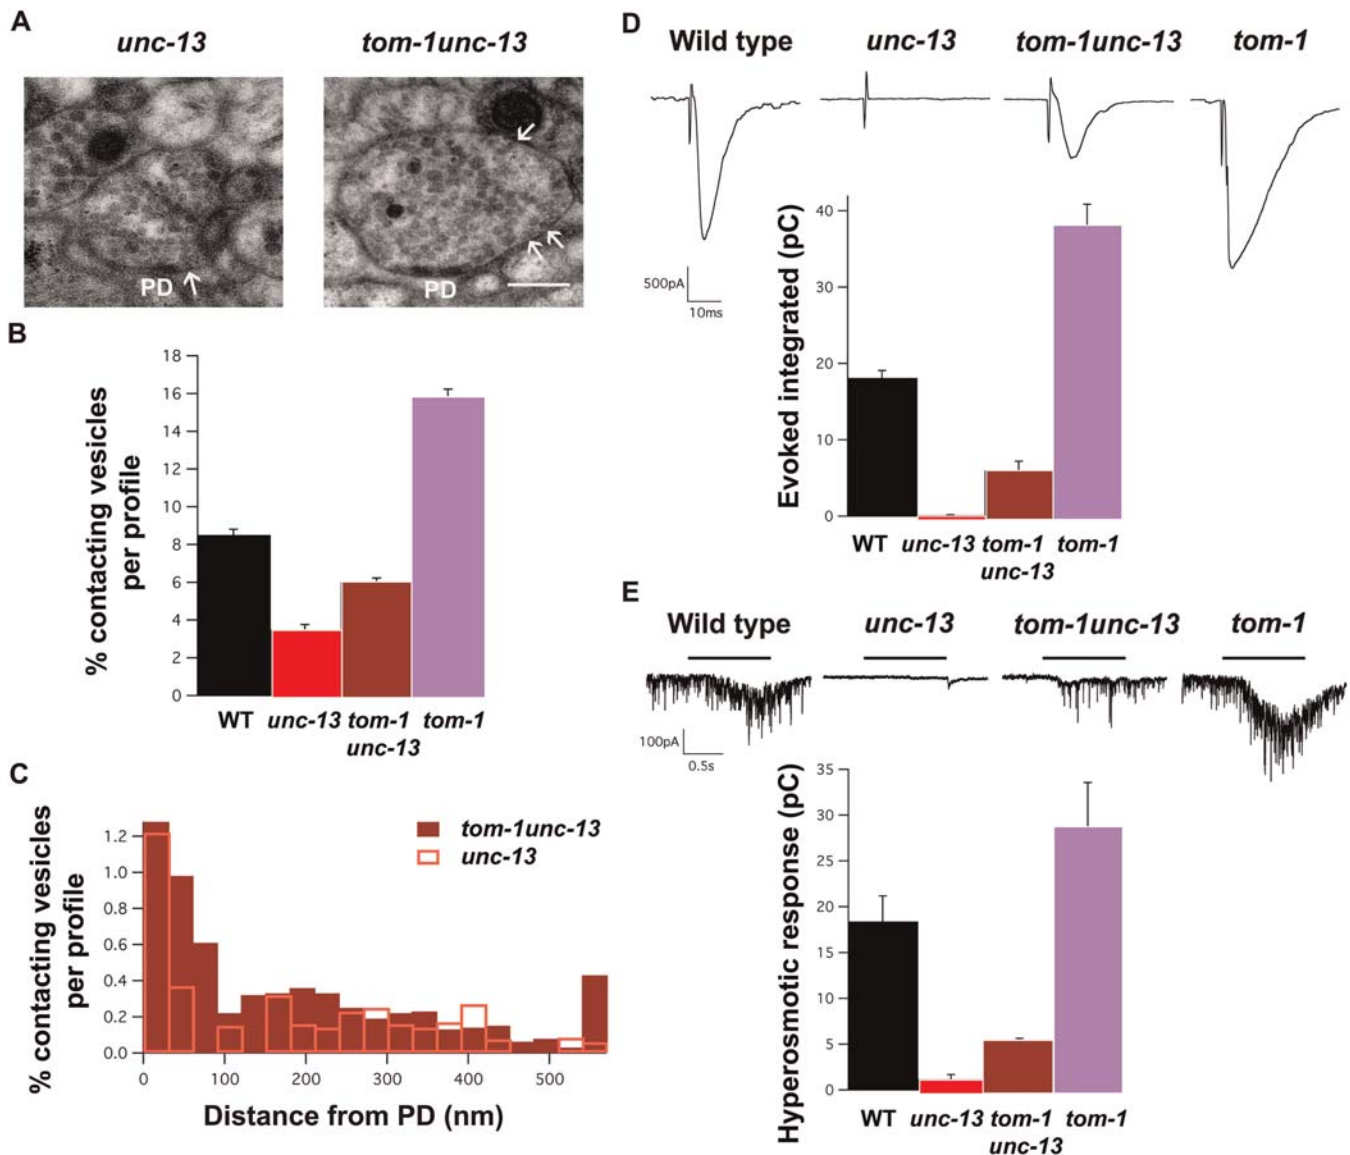 A
unc-13
tom-1unc-13
PD
PD
B
% contacting vesicles
per profile
18
16
14
12
10
8
6
4
2
0
WT
unc-13
tom-1
unc-13
tom-1
C
% contacting vesicles
per profile
1.2
1.0
0.8
0.6
0.4
0.2
0.0
tom-1unc-13
unc-13
0
100
200
300
400
500
Distance from PD (nm)
D
Wild type
unc-13
tom-1unc-13
tom-1
500pA
10ms
Evoked integrated (pC)
40
30
20
10
0
WT
unc-13
tom-1
unc-13
tom-1
E
Wild type
unc-13
tom-1unc-13
tom-1
100pA
0.5s
Hyperosmotic response (pC)
35
30
25
20
15
10
5
0
WT
unc-13
tom-1
unc-13
tom-1